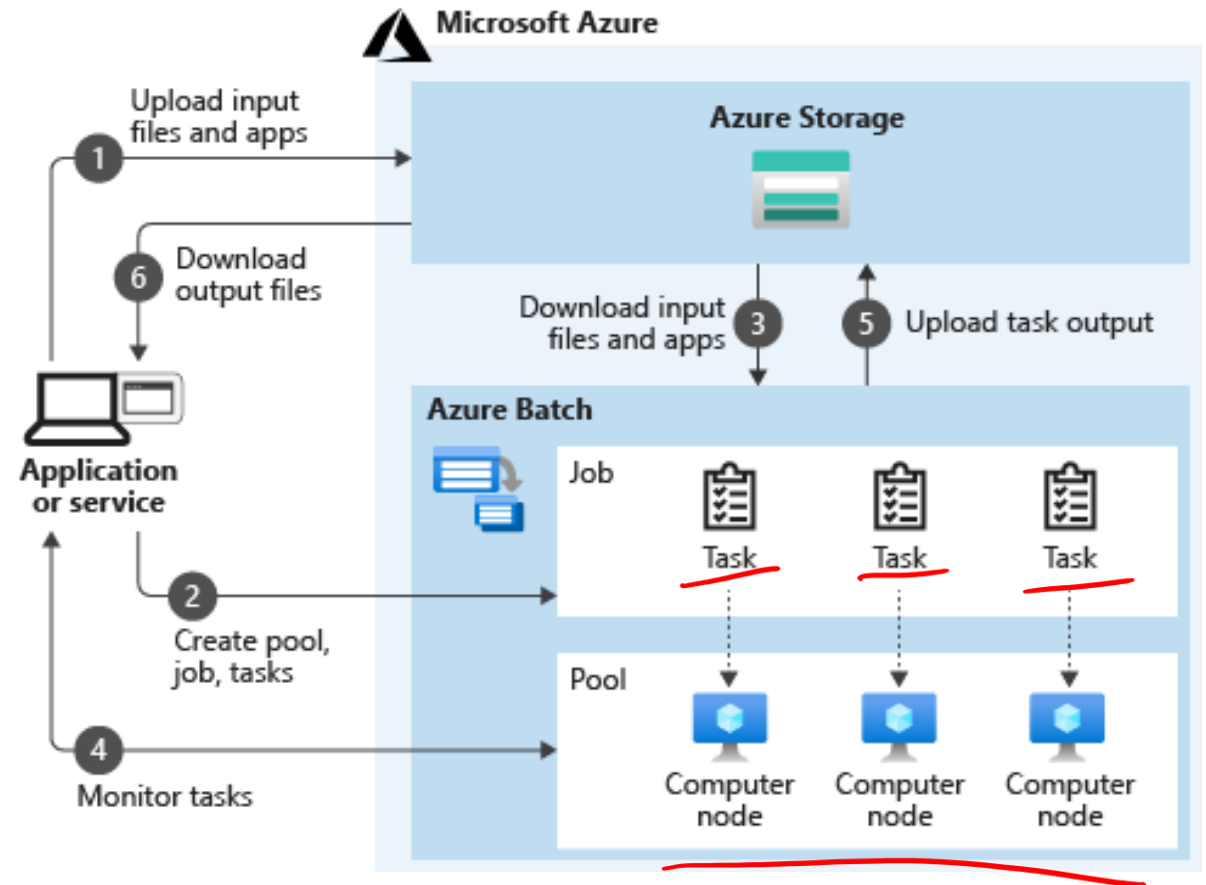 Microsoft Azure
Upload input
files and apps
1
Azure Storage
6
Download
output files
Download input
files and apps
3
5
Upload task output
Azure Batch
Application
or service
Job
Task
Task
Task
2
Create pool,
job, tasks
Pool
4
Monitor tasks
Computer
node
Computer
node
Computer
node